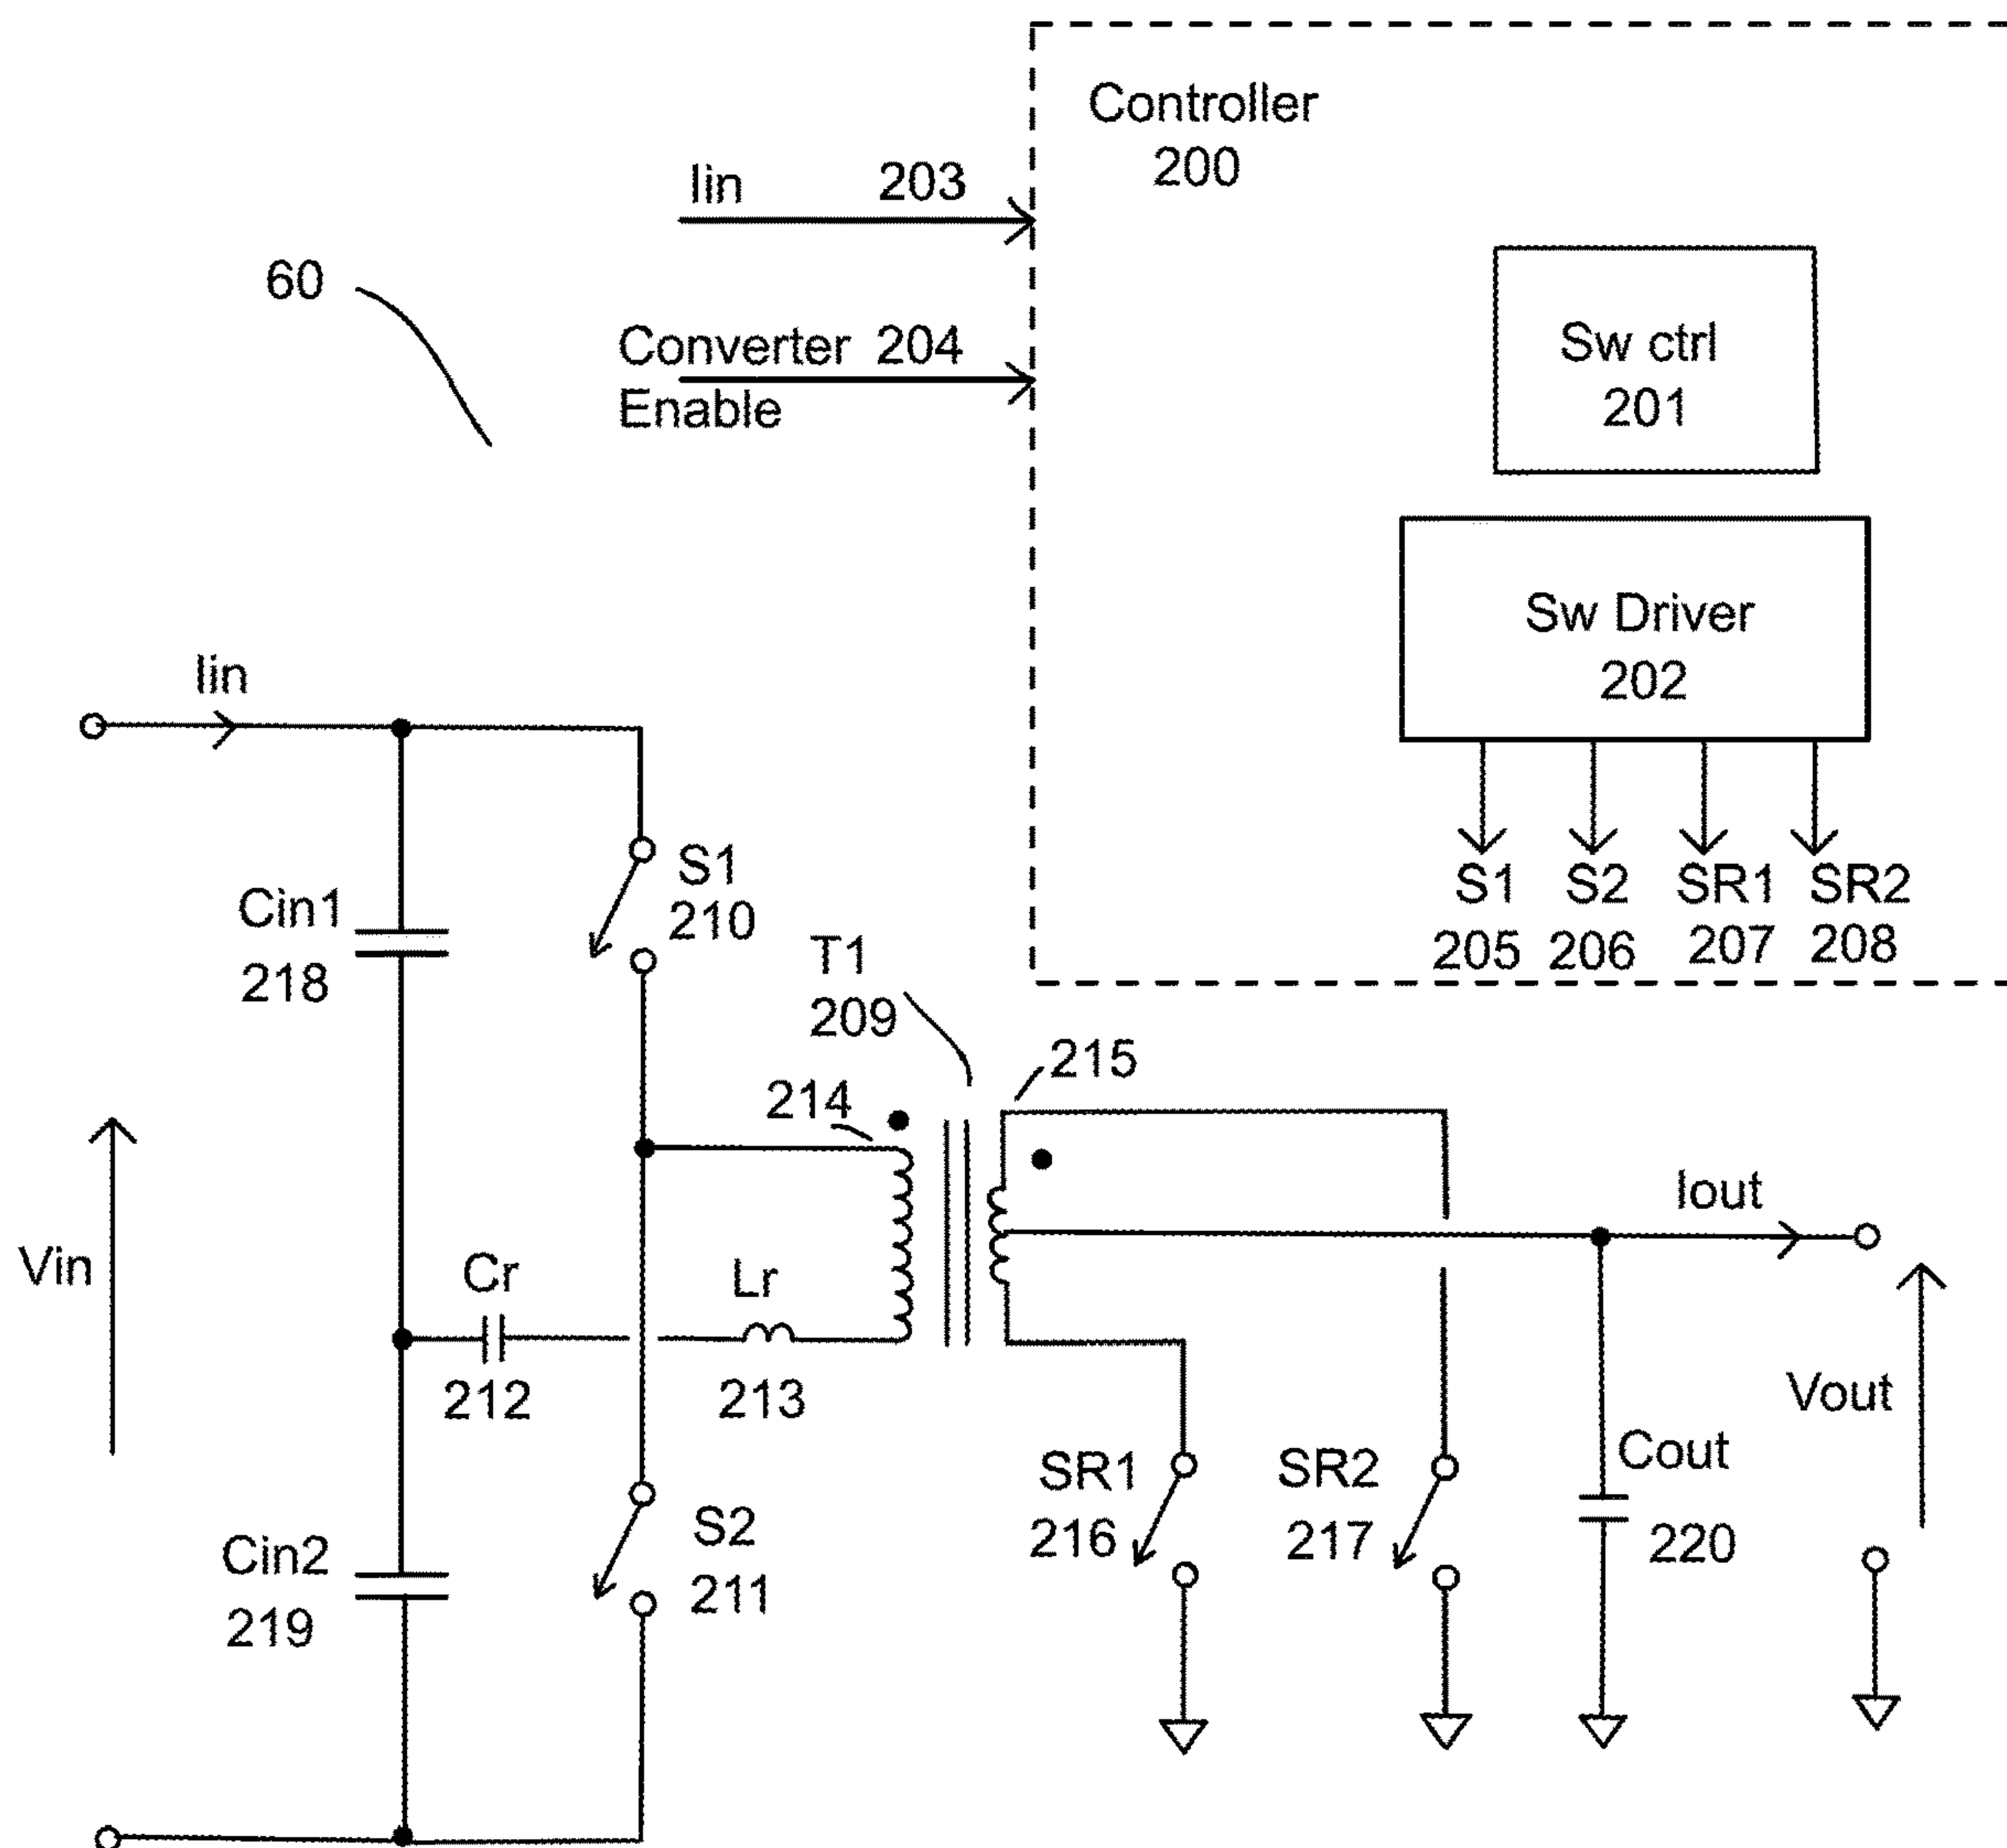 Controller
200
Iin 203
60
Converter 204
Enable
Sw ctrl
201
Sw Driver
202
Iin
S1 S2 SR1 SR2
205 206 207 208
S1
210
Cin1
218
T1
209
215
214
Iout
Vin
Cr
212
Lr
213
Vout
SR1
216
SR2
217
Cout
220
S2
211
Cin2
219